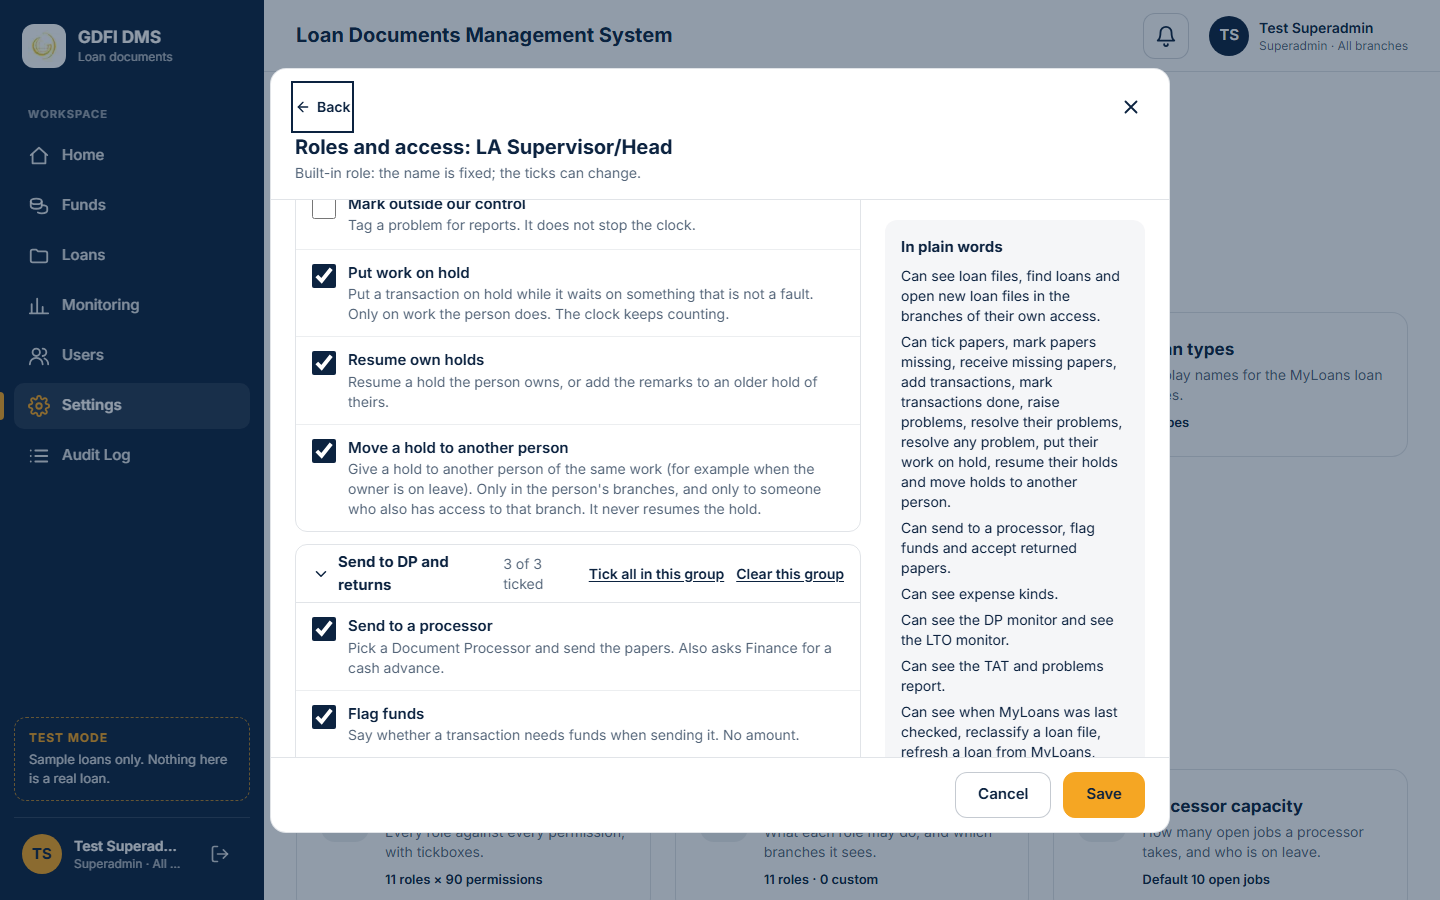 GDFI DMS
Loan documents
WORKSPACE
Home
Funds
Loans
Monitoring
Users
Settings
Audit Log
TEST MODE
Sample loans only. Nothing here
is a real loan.
TS
Test Superad...
Superadmin · All ...
Loan Documents Management System
TS
Test Superadmin
Superadmin · All branches
Back
Roles and access: LA Supervisor/Head
Built-in role: the name is fixed; the ticks can change.
Mark outside our control
Tag a problem for reports. It does not stop the clock.
Put work on hold
Put a transaction on hold while it waits on something that is not a fault.
Only on work the person does. The clock keeps counting.
Resume own holds
Resume a hold the person owns, or add the remarks to an older hold of
theirs.
Move a hold to another person
Give a hold to another person of the same work (for example when the
owner is on leave). Only in the person's branches, and only to someone
who also has access to that branch. It never resumes the hold.
Send to DP and
returns
3 of 3
ticked
Tick all in this group
Clear this group
Send to a processor
Pick a Document Processor and send the papers. Also asks Finance for a
cash advance.
Flag funds
Say whether a transaction needs funds when sending it. No amount.
In plain words
Can see loan files, find loans and
open new loan files in the
branches of their own access.
Can tick papers, mark papers
missing, receive missing papers,
add transactions, mark
transactions done, raise
problems, resolve their problems,
resolve any problem, put their
work on hold, resume their holds
and move holds to another
person.
Can send to a processor, flag
funds and accept returned
papers.
Can see expense kinds.
Can see the DP monitor and see
the LTO monitor.
Can see the TAT and problems
report.
Can see when MyLoans was last
checked, reclassify a loan file,
refresh a loan from MyLoans,
Cancel
Save
n types
lay names for the MyLoans loan
s.
pes
Every role against every permission,
with tickboxes.
11 roles × 90 permissions
What each role may do, and which
branches it sees.
11 roles · 0 custom
cessor capacity
How many open jobs a processor
takes, and who is on leave.
Default 10 open jobs